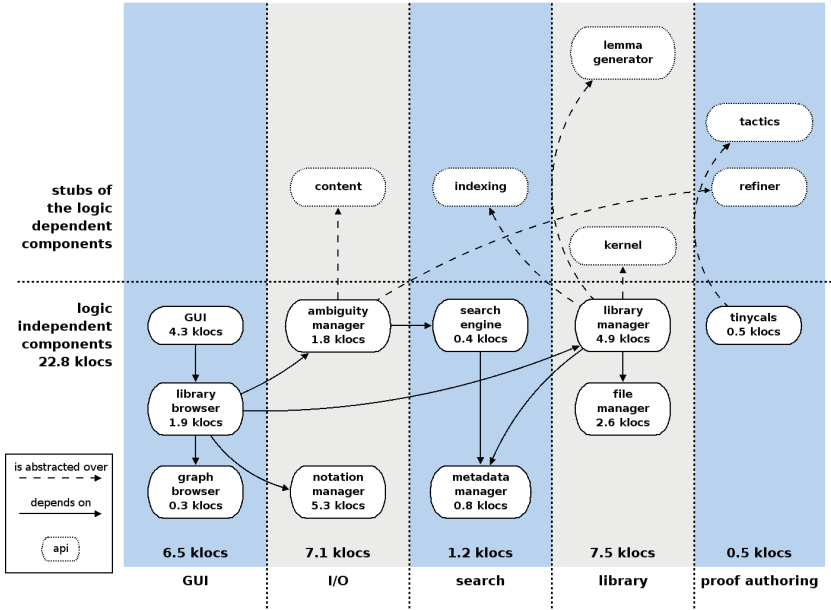 lemma
generator
tactics
content
indexing
refiner
stubs of
the logic
dependent
components
kernel
logic
independent
components
22.8 klocs
GUI
4.3 klocs
ambiguity
manager
1.8 klocs
search
engine
0.4 klocs
library
manager
4.9 klocs
tinycals
0.5 klocs
library
browser
1.9 klocs
file
manager
2.6 klocs
graph
browser
0.3 klocs
notation
manager
5.3 klocs
metadata
manager
0.8 klocs
is abstracted over
depends on
api
6.5 klocs
7.1 klocs
1.2 klocs
7.5 klocs
0.5 klocs
GUI
I/O
search
library
proof authoring